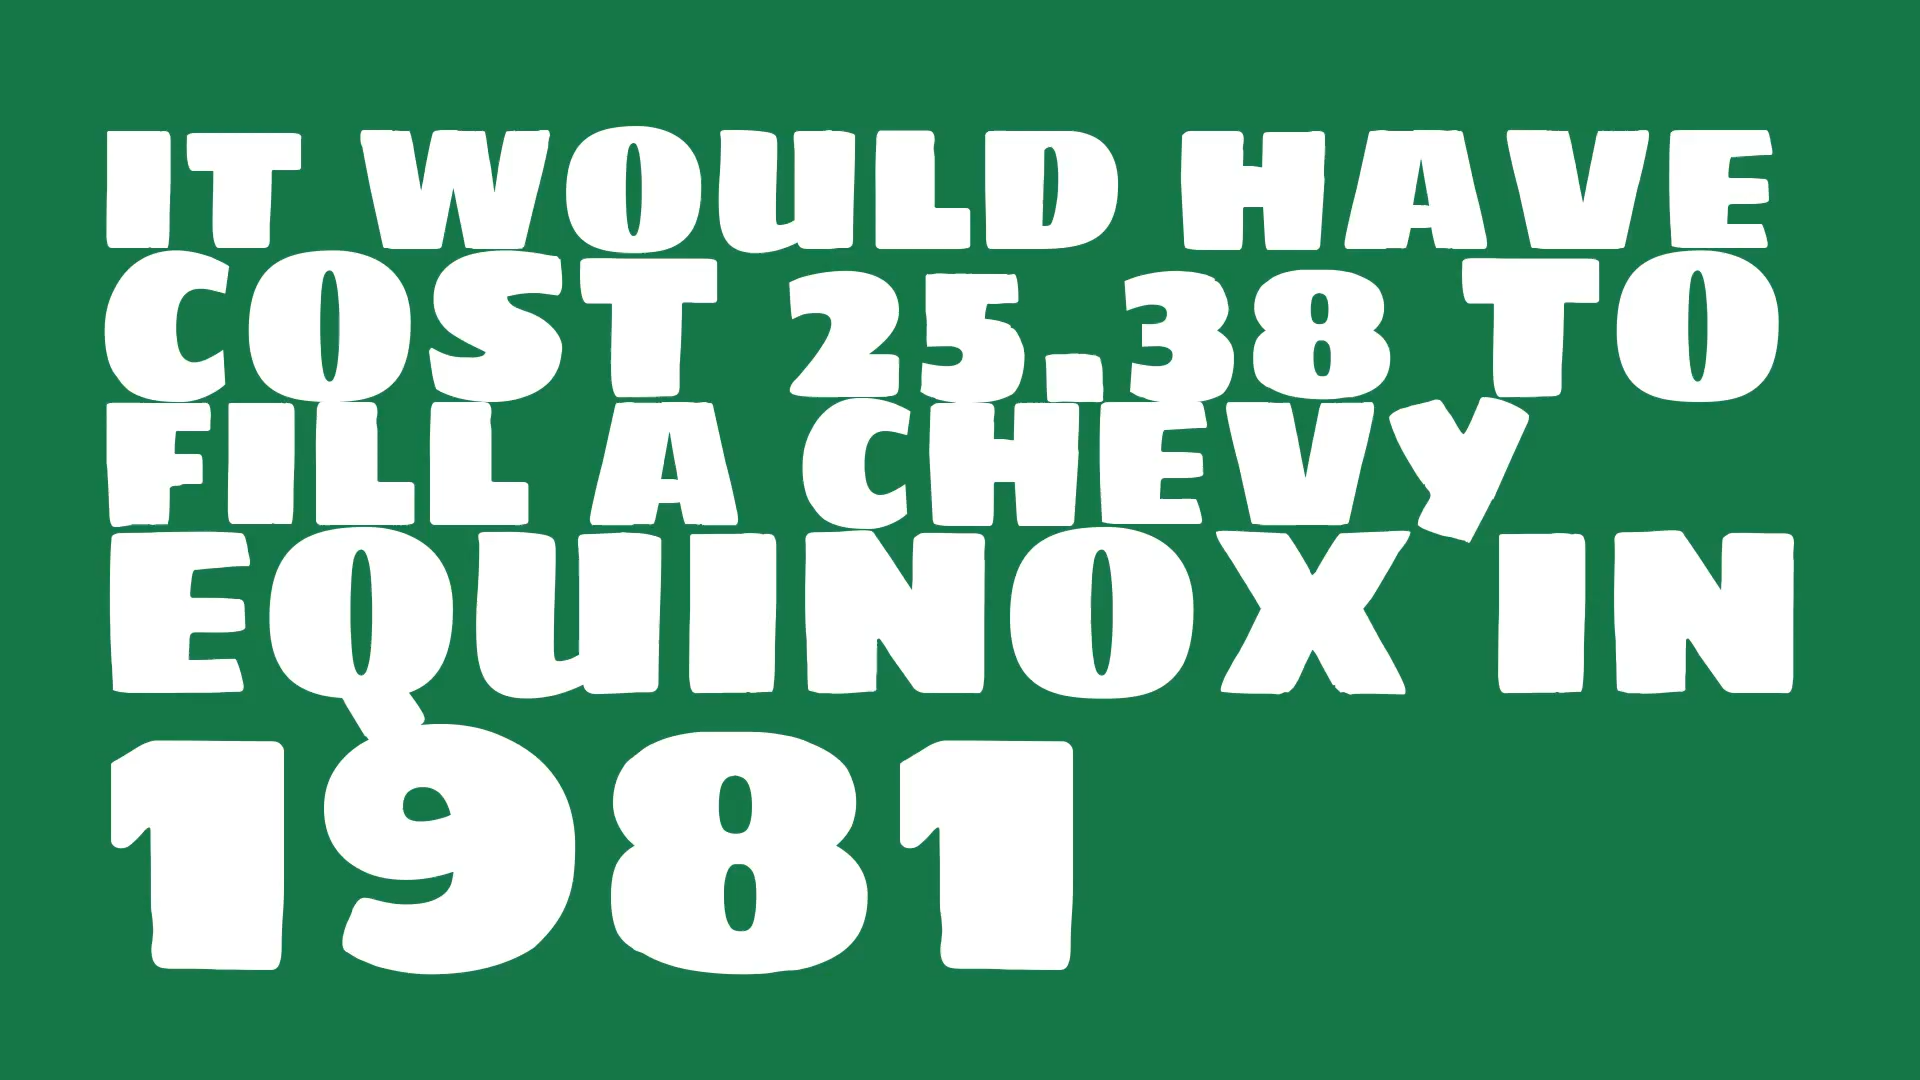 IT WOULD HAVE
COST 25.38 TO
FILL A CHEVY
EQUINOX IN
1981